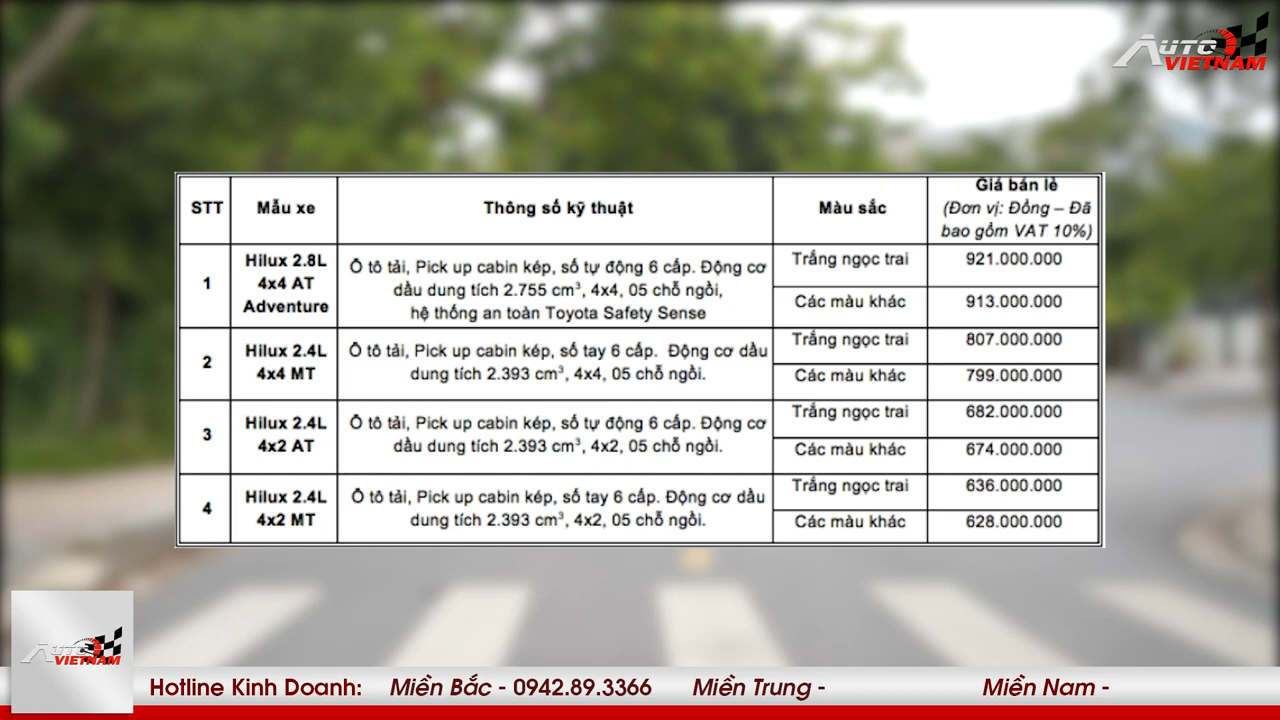 AUTO
VIETNAM
STT
Mẫu xe
Thông số kỹ thuật
Màu sắc
Giá bán lẻ
(Đơn vị: Đồng – Đã
bao gồm VAT 10%)
1
Hilux 2.8L
4x4 AT
Adventure
Ô tô tải, Pick up cabin kép, số tự động 6 cấp. Động cơ
dầu dung tích 2.755 cm³, 4x4, 05 chỗ ngồi,
hệ thống an toàn Toyota Safety Sense
Trắng ngọc trai
921.000.000
Các màu khác
913.000.000
2
Hilux 2.4L
4x4 MT
Ô tô tải, Pick up cabin kép, số tay 6 cấp. Động cơ dầu
dung tích 2.393 cm³, 4x4, 05 chỗ ngồi.
Trắng ngọc trai
807.000.000
Các màu khác
799.000.000
3
Hilux 2.4L
4x2 AT
Ô tô tải, Pick up cabin kép, số tự động 6 cấp. Động cơ
dầu dung tích 2.393 cm³, 4x2, 05 chỗ ngồi.
Trắng ngọc trai
682.000.000
Các màu khác
674.000.000
4
Hilux 2.4L
4x2 MT
Ô tô tải, Pick up cabin kép, số tay 6 cấp. Động cơ dầu
dung tích 2.393 cm³, 4x2, 05 chỗ ngồi.
Trắng ngọc trai
636.000.000
Các màu khác
628.000.000
AUTO
VIETNAM
Hotline Kinh Doanh: Miền Bắc - 0942.89.3366 Miền Trung - Miền Nam -